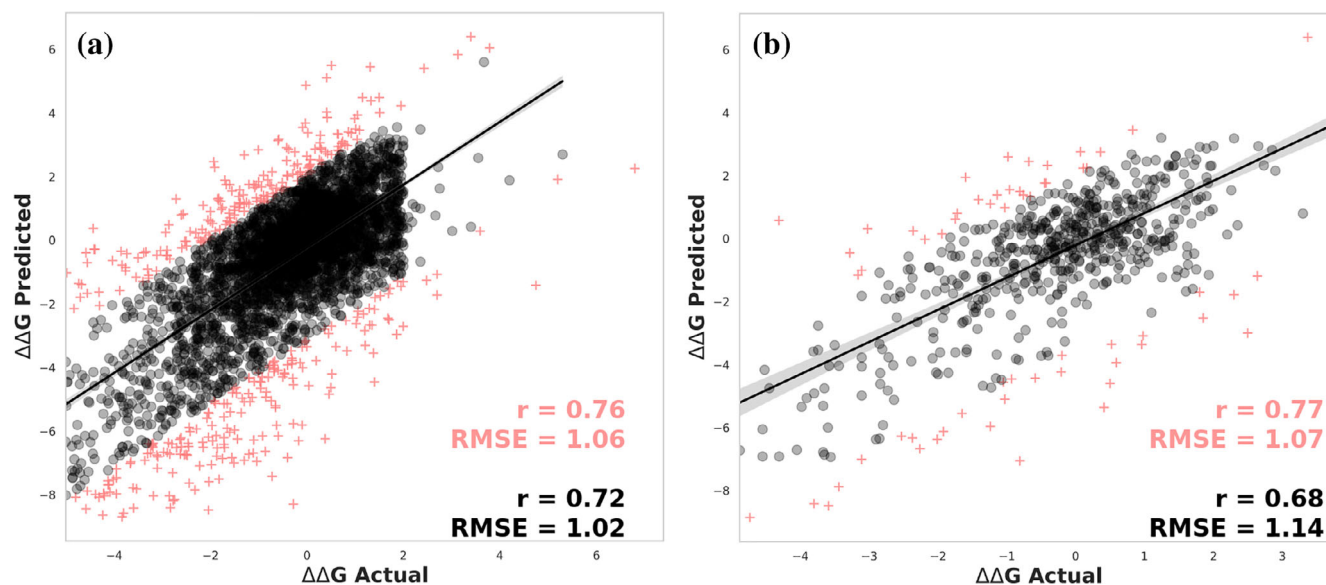 (a)
6
4
2
0
−2
−4
−6
−8
ΔΔG Predicted
−4
−2
0
2
4
6
ΔΔG Actual
r = 0.76
RMSE = 1.06
r = 0.72
RMSE = 1.02
(b)
6
4
2
0
−2
−4
−6
−8
ΔΔG Predicted
−4
−3
−2
−1
0
1
2
3
ΔΔG Actual
r = 0.77
RMSE = 1.07
r = 0.68
RMSE = 1.14